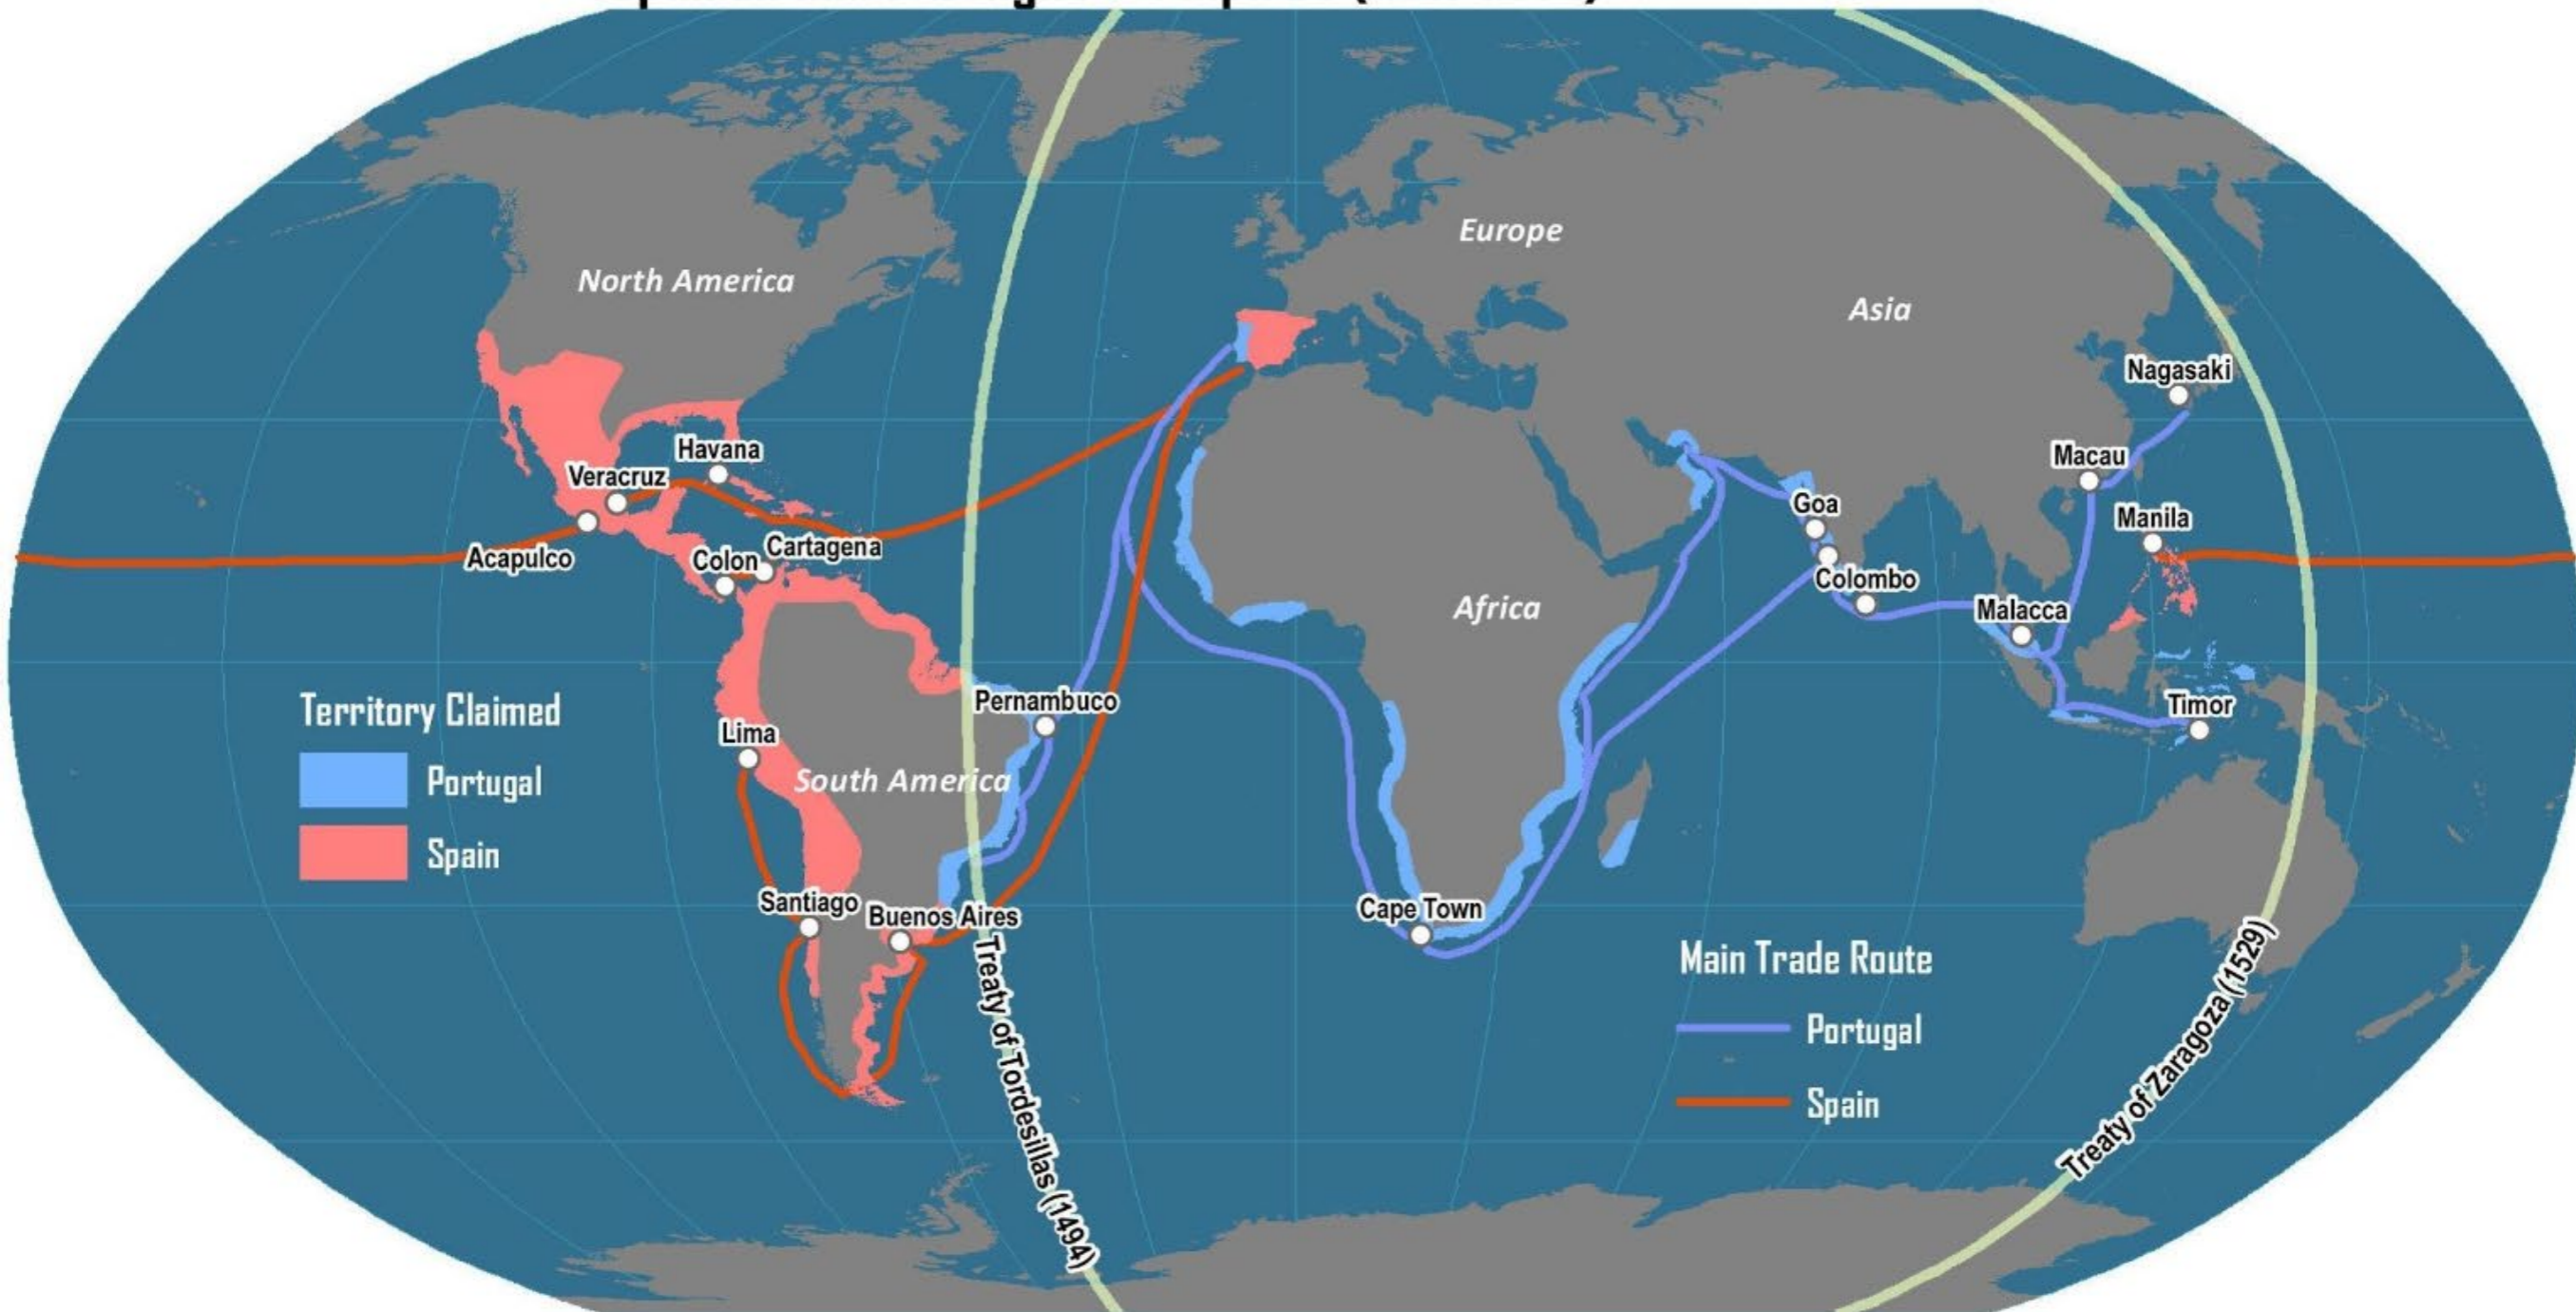 North America
Europe
Asia
Africa
South America
Nagasaki
Macau
Manila
Goa
Colombo
Malacca
Timor
Havana
Veracruz
Acapulco
Colon
Cartagena
Pernambuco
Lima
Santiago
Buenos Aires
Cape Town
Territory Claimed
Portugal
Spain
Main Trade Route
Portugal
Spain
Treaty of Tordesillas (1494)
Treaty of Zaragoza (1529)